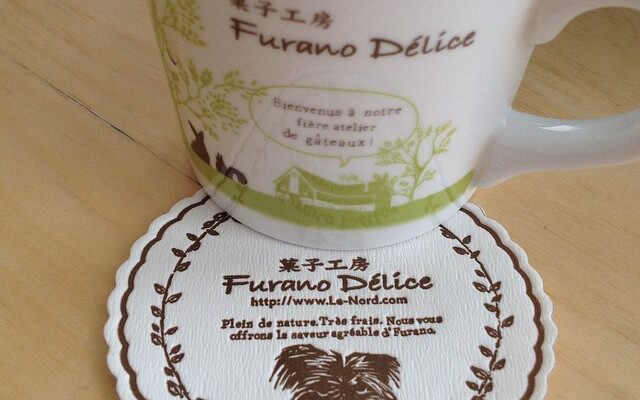 菓子工房
Furano Délice
Bienvenus à notre
fière atelier
de gâteaux!
菓子工房
Furano Délice
http://www.Le-Nord.com
Plein de nature.Très frais. Nous vous
offrons la saveur agréable d'Furano.